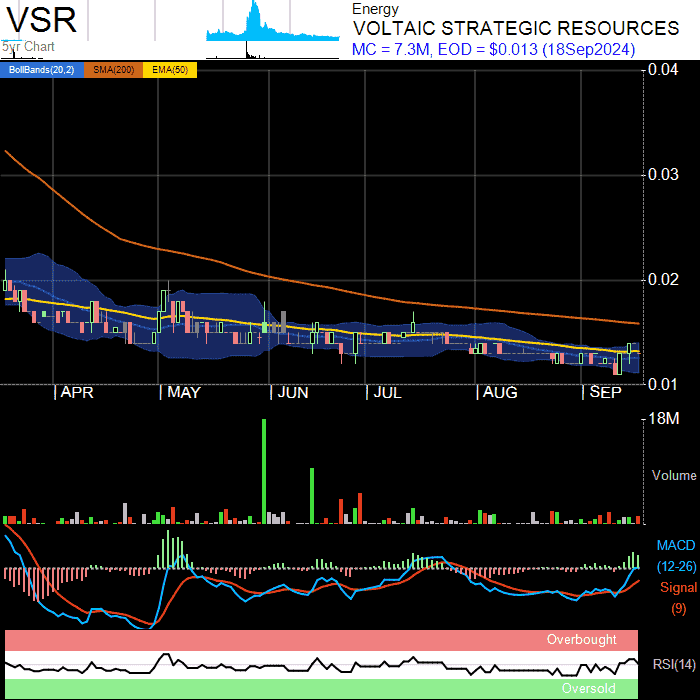 VSR
5yr Chart
Energy
VOLTAIC STRATEGIC RESOURCES
MC = 7.3M, EOD = $0.013 (18Sep2024)
BollBands(20,2) SMA(200) EMA(50)
0.04
0.03
0.02
0.01
APR MAY JUN JUL AUG SEP
18M
Volume
MACD
(12-26)
Signal
(9)
Overbought
RSI(14)
Oversold